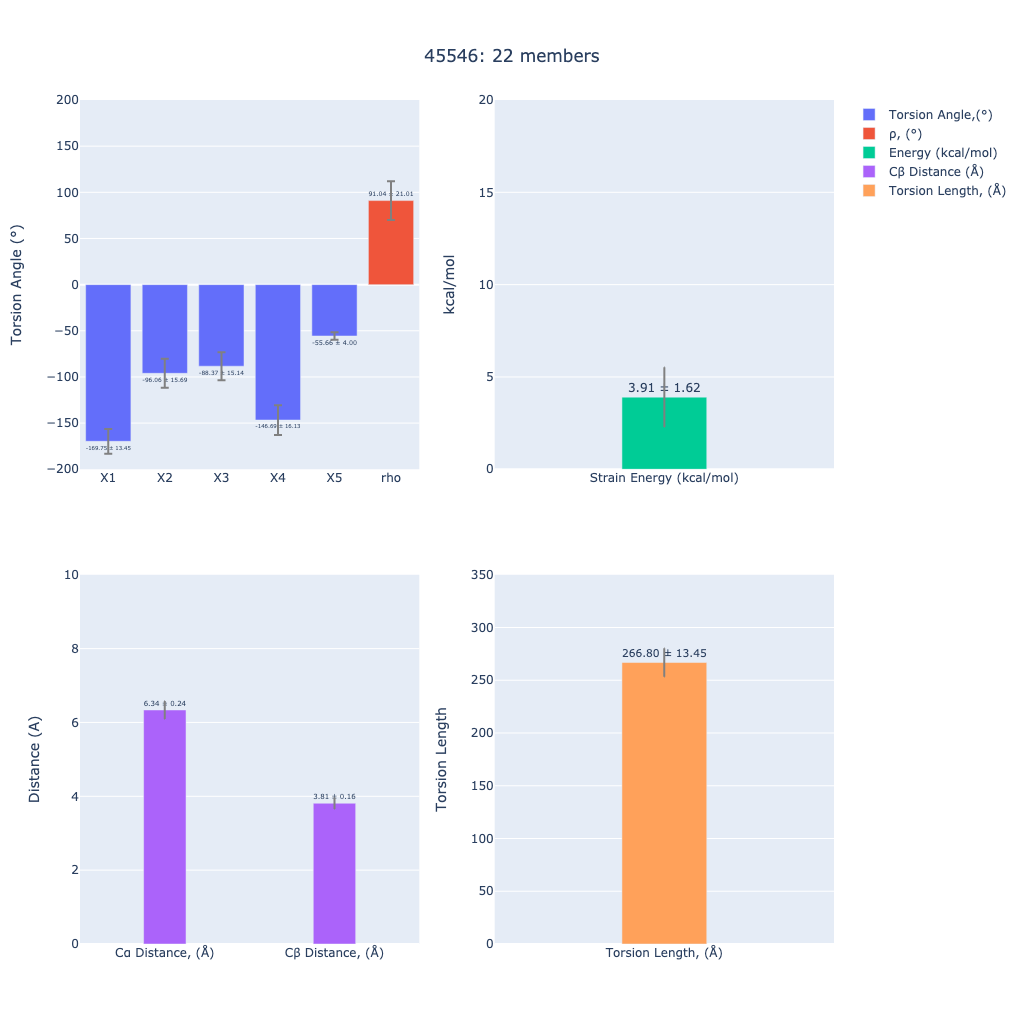 45546: 22 members
Torsion Angle (°)
200
150
100
50
0
−50
−100
−150
−200
-169.75 ± 13.45
-96.06 ± 15.69
-88.37 ± 15.14
-146.69 ± 16.13
-55.66 ± 4.00
91.04 ± 21.01
X1 X2 X3 X4 X5 rho
kcal/mol
20
15
10
5
0
3.91 ± 1.62
Strain Energy (kcal/mol)
Torsion Angle,(°)
ρ, (°)
Energy (kcal/mol)
Cβ Distance (Å)
Torsion Length, (Å)
Distance (A)
10
8
6
4
2
0
6.34 ± 0.24
3.81 ± 0.16
Cα Distance, (Å) Cβ Distance, (Å)
Torsion Length
350
300
250
200
150
100
50
0
266.80 ± 13.45
Torsion Length, (Å)